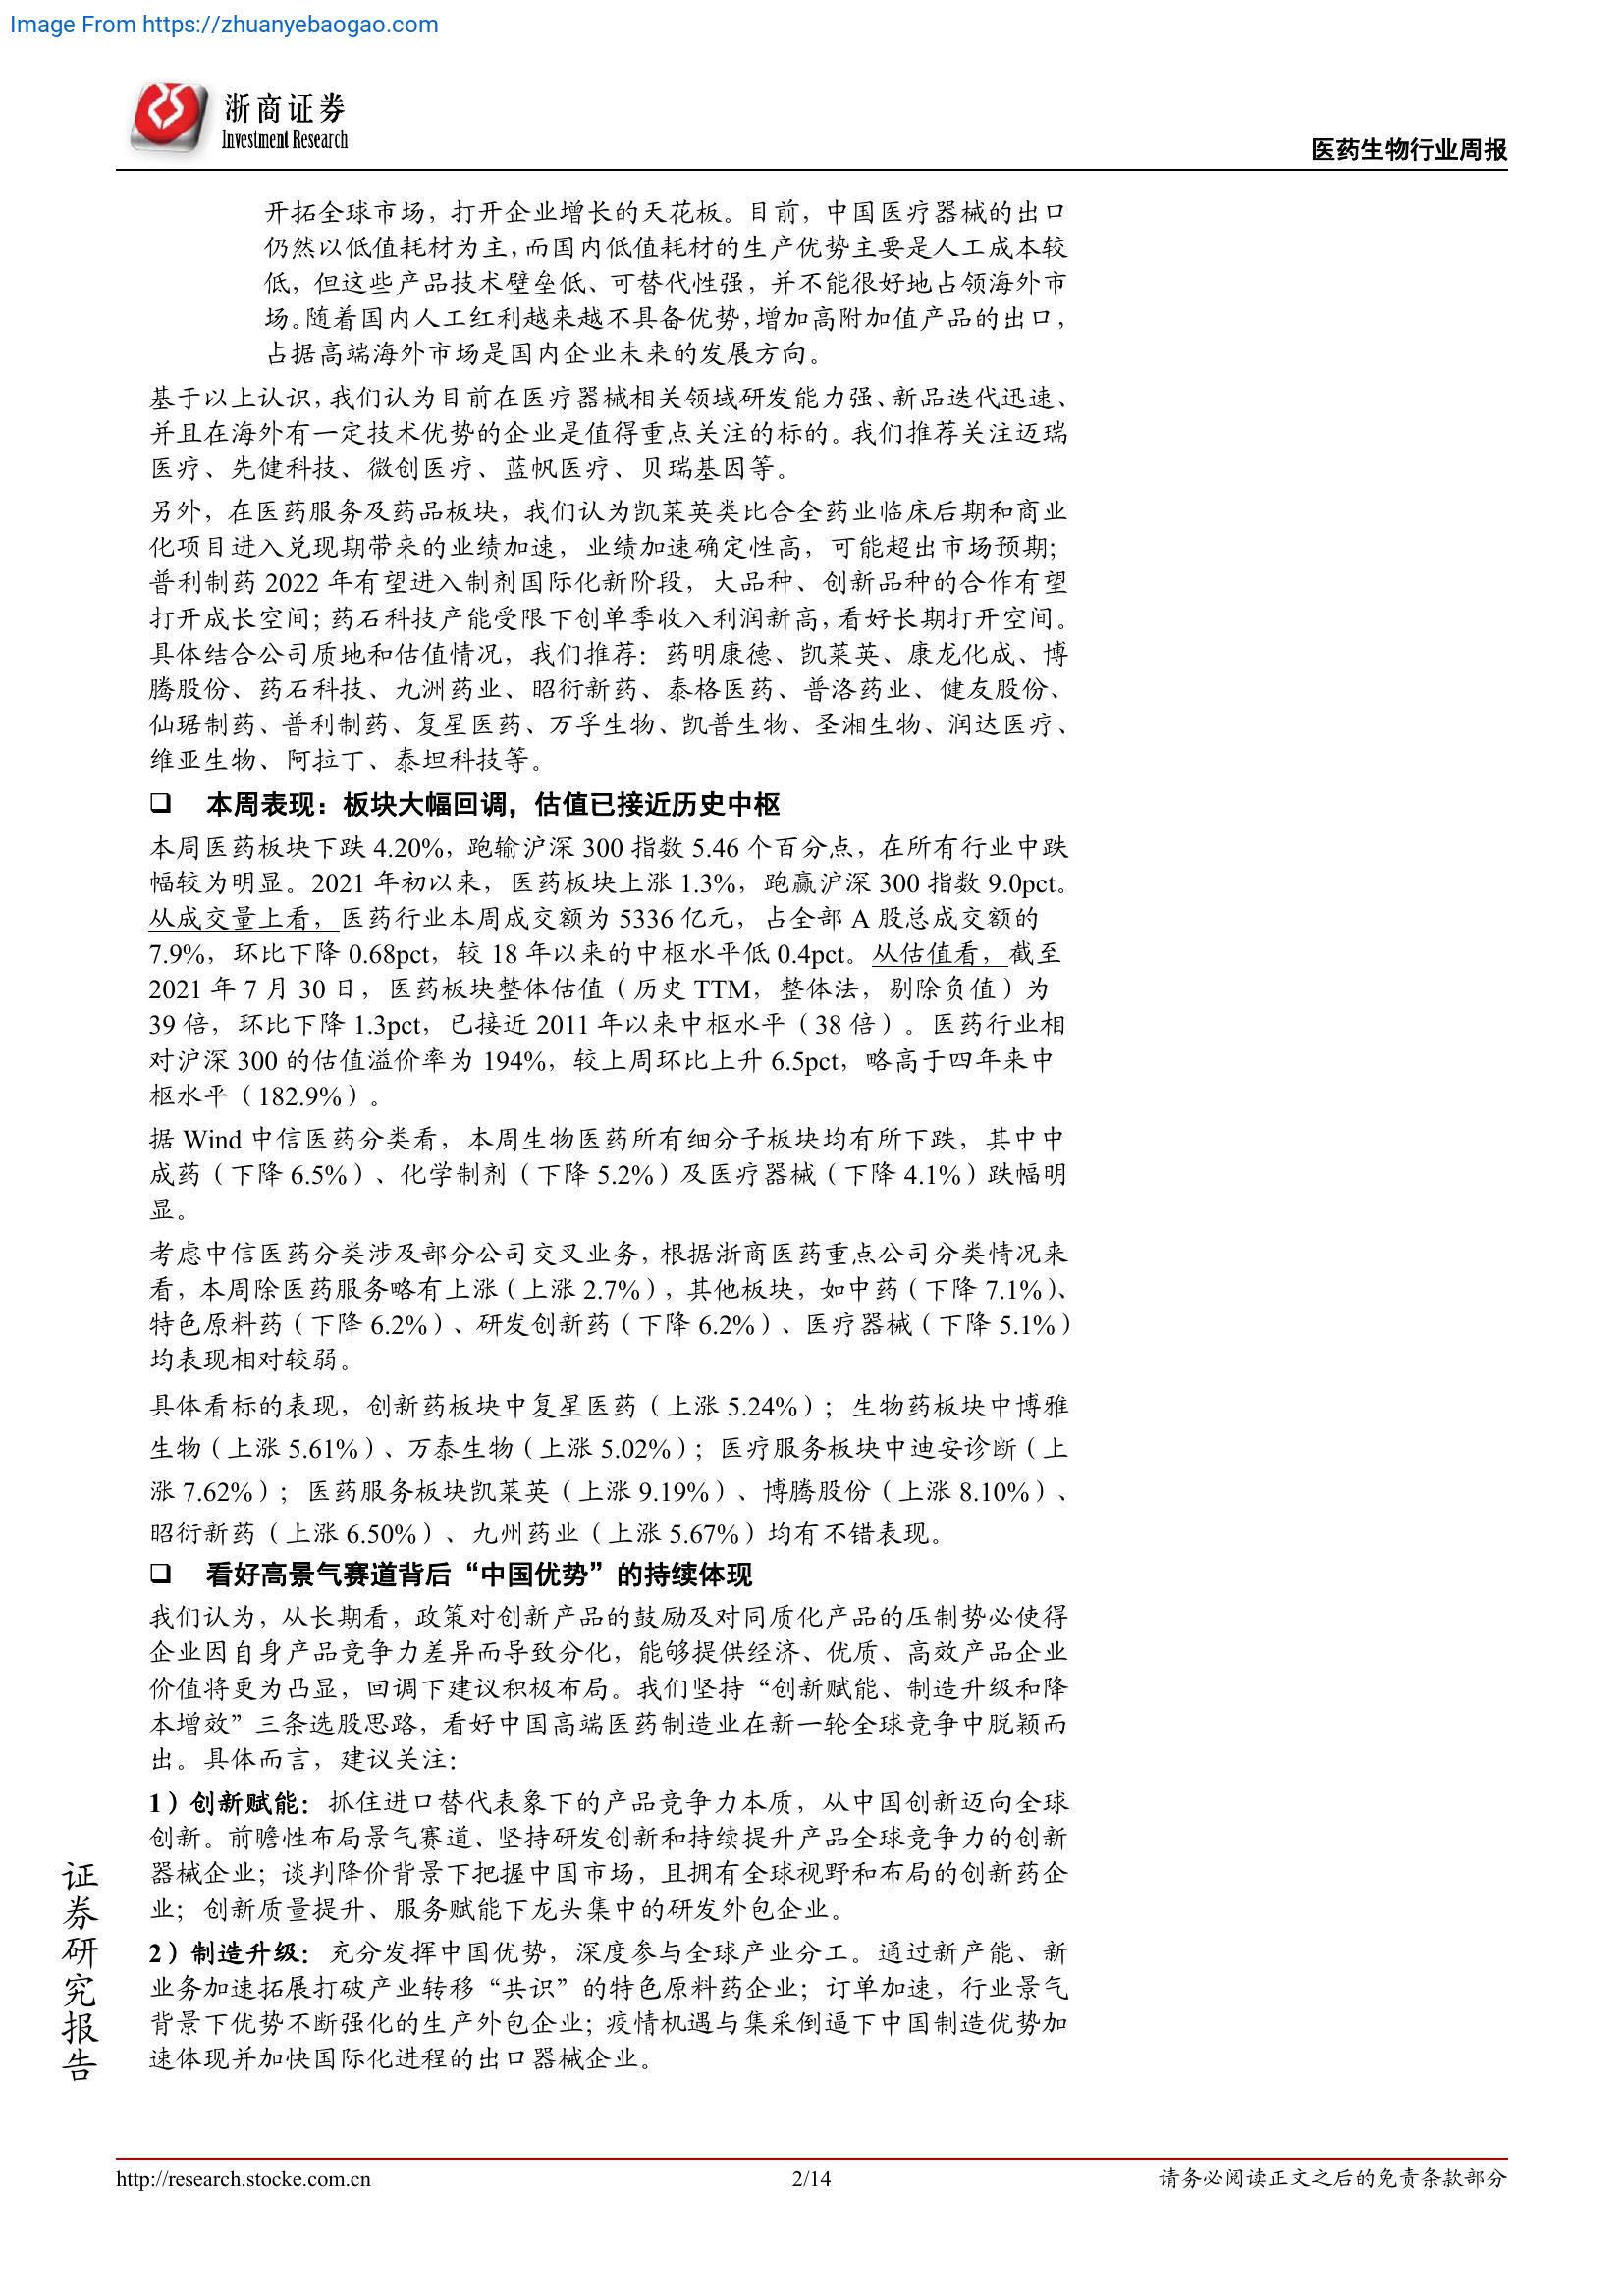 Image From https://zhuanyebaogao.com
浙商证券
Investment Research
医药生物行业周报
开拓全球市场，打开企业增长的天花板。目前，中国医疗器械的出口
仍然以低值耗材为主，而国内低值耗材的生产优势主要是人工成本较
低，但这些产品技术壁垒低、可替代性强，并不能很好地占领海外市
场。随着国内人工红利越来越不具备优势，增加高附加值产品的出口，
占据高端海外市场是国内企业未来的发展方向。
基于以上认识，我们认为目前在医疗器械相关领域研发能力强、新品迭代迅速、
并且在海外有一定技术优势的企业是值得重点关注的标的。我们推荐关注迈瑞
医疗、先健科技、微创医疗、蓝帆医疗、贝瑞基因等。
另外，在医药服务及药品板块，我们认为凯莱英类比合全药业临床后期和商业
化项目进入兑现期带来的业绩加速，业绩加速确定性高，可能超出市场预期；
普利制药 2022 年有望进入制剂国际化新阶段，大品种、创新品种的合作有望
打开成长空间；药石科技产能受限下创单季收入利润新高，看好长期打开空间。
具体结合公司质地和估值情况，我们推荐：药明康德、凯莱英、康龙化成、博
腾股份、药石科技、九洲药业、昭衍新药、泰格医药、普洛药业、健友股份、
仙琚制药、普利制药、复星医药、万孚生物、凯普生物、圣湘生物、润达医疗、
维亚生物、阿拉丁、泰坦科技等。
❑ 本周表现：板块大幅回调，估值已接近历史中枢
本周医药板块下跌 4.20%，跑输沪深 300 指数 5.46 个百分点，在所有行业中跌
幅较为明显。2021 年初以来，医药板块上涨 1.3%，跑赢沪深 300 指数 9.0pct。
从成交量上看，医药行业本周成交额为 5336 亿元，占全部 A 股总成交额的
7.9%，环比下降 0.68pct，较 18 年以来的中枢水平低 0.4pct。从估值看，截至
2021 年 7 月 30 日，医药板块整体估值（历史 TTM，整体法，剔除负值）为
39 倍，环比下降 1.3pct，已接近 2011 年以来中枢水平（38 倍）。医药行业相
对沪深 300 的估值溢价率为 194%，较上周环比上升 6.5pct，略高于四年来中
枢水平（182.9%）。
据 Wind 中信医药分类看，本周生物医药所有细分子板块均有所下跌，其中中
成药（下降 6.5%）、化学制剂（下降 5.2%）及医疗器械（下降 4.1%）跌幅明
显。
考虑中信医药分类涉及部分公司交叉业务，根据浙商医药重点公司分类情况来
看，本周除医药服务略有上涨（上涨 2.7%），其他板块，如中药（下降 7.1%）、
特色原料药（下降 6.2%）、研发创新药（下降 6.2%）、医疗器械（下降 5.1%）
均表现相对较弱。
具体看标的表现，创新药板块中复星医药（上涨 5.24%）；生物药板块中博雅
生物（上涨 5.61%）、万泰生物（上涨 5.02%）；医疗服务板块中迪安诊断（上
涨 7.62%）；医药服务板块凯莱英（上涨 9.19%）、博腾股份（上涨 8.10%）、
昭衍新药（上涨 6.50%）、九州药业（上涨 5.67%）均有不错表现。
❑ 看好高景气赛道背后“中国优势”的持续体现
我们认为，从长期看，政策对创新产品的鼓励及对同质化产品的压制势必使得
企业因自身产品竞争力差异而导致分化，能够提供经济、优质、高效产品企业
价值将更为凸显，回调下建议积极布局。我们坚持“创新赋能、制造升级和降
本增效”三条选股思路，看好中国高端医药制造业在新一轮全球竞争中脱颖而
出。具体而言，建议关注：
1）创新赋能：抓住进口替代表象下的产品竞争力本质，从中国创新迈向全球
创新。前瞻性布局景气赛道、坚持研发创新和持续提升产品全球竞争力的创新
器械企业；谈判降价背景下把握中国市场，且拥有全球视野和布局的创新药企
业；创新质量提升、服务赋能下龙头集中的研发外包企业。
2）制造升级：充分发挥中国优势，深度参与全球产业分工。通过新产能、新
业务加速拓展打破产业转移“共识”的特色原料药企业；订单加速，行业景气
背景下优势不断强化的生产外包企业；疫情机遇与集采倒逼下中国制造优势加
速体现并加快国际化进程的出口器械企业。
证券研究报告
http://research.stocke.com.cn
2/14
请务必阅读正文之后的免责条款部分